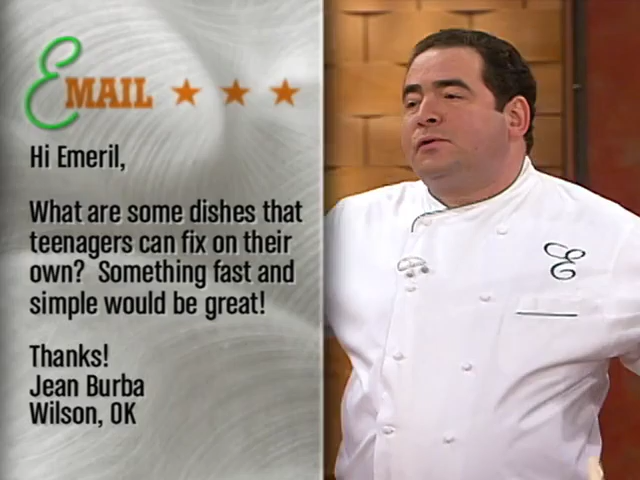 EMAIL
Hi Emeril,
What are some dishes that
teenagers can fix on their
own? Something fast and
simple would be great!
Thanks!
Jean Burba
Wilson, OK
E